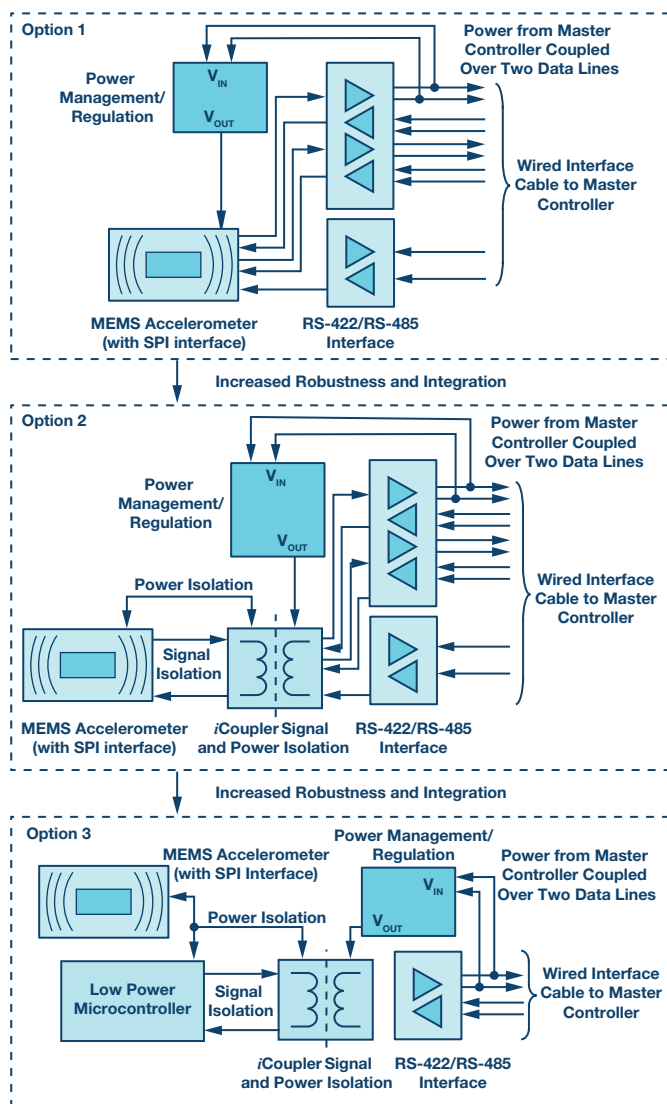 Option 1
Power from Master
Controller Coupled
Over Two Data Lines
Power
Management/
Regulation
VIN
VOUT
Wired Interface
Cable to Master
Controller
MEMS Accelerometer
(with SPI interface)
RS-422/RS-485
Interface
Increased Robustness and Integration
Option 2
Power from Master
Controller Coupled
Over Two Data Lines
Power
Management/
Regulation
VIN
VOUT
Power Isolation
Signal
Isolation
Wired Interface
Cable to Master
Controller
MEMS Accelerometer
(with SPI interface)
iCoupler Signal
and Power Isolation
RS-422/RS-485
Interface
Increased Robustness and Integration
Option 3
MEMS Accelerometer
(with SPI Interface)
Power Management/
Regulation
VIN
VOUT
Power from Master
Controller Coupled
Over Two Data Lines
Power Isolation
Low Power
Microcontroller
Signal
Isolation
Wired Interface
Cable to Master
Controller
iCoupler Signal
and Power Isolation
RS-422/RS-485
Interface